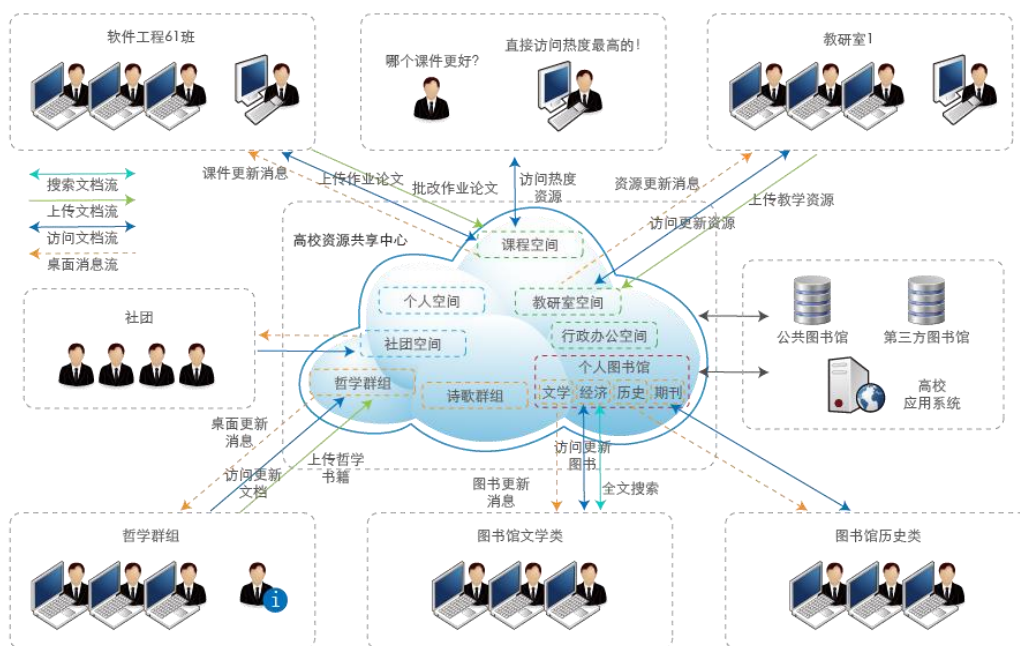 软件工程61班
哪个课件更好?
直接访问热度最高的!
教研室1
搜索文档流
上传文档流
访问文档流
桌面消息流
课件更新消息
上传作业论文
批改作业论文
访问热度
资源
资源更新消息
访问更新资源
上传教学资源
高校资源共享中心
课程空间
个人空间
教研室空间
社团空间
行政办公空间
个人图书馆
哲学群组
诗歌群组
文学
经济
历史
期刊
社团
公共图书馆
第三方图书馆
高校
应用系统
桌面更新
消息
访问更新
文档
上传哲学
书籍
图书更新
消息
访问更新
图书
全文搜索
哲学群组
图书馆文学类
图书馆历史类
i